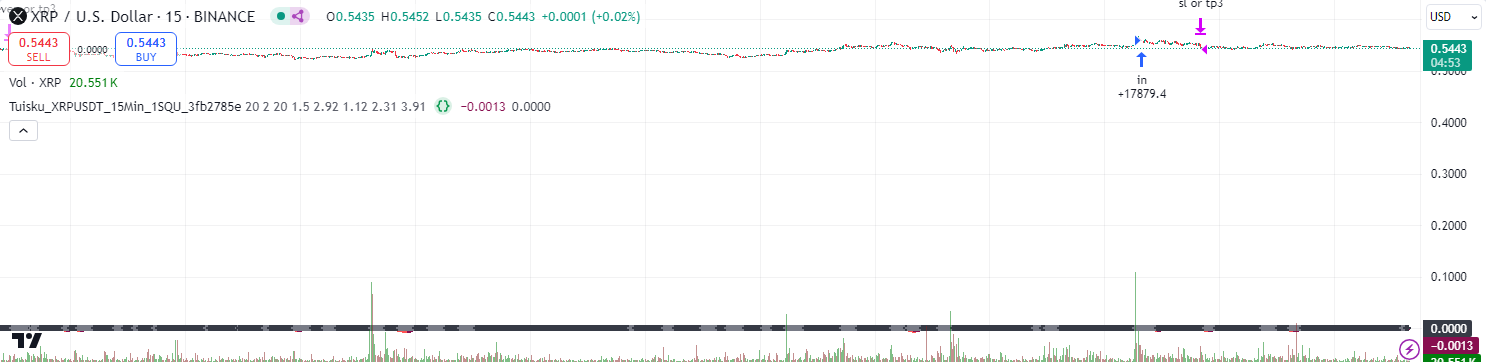 XRP / U.S. Dollar · 15 · BINANCE
O0.5435 H0.5452 L0.5435 C0.5443 +0.0001 (+0.02%)
sl or tp3
USD
0.5443
SELL
0.0000
0.5443
BUY
0.5443
04:53
Vol · XRP 20.551 K
in
+17879.4
Tuisku_XRPUSDT_15Min_1SQU_3fb2785e 20 2 20 1.5 2.92 1.12 2.31 3.91 {} −0.0013 0.0000
0.4000
0.3000
0.2000
0.1000
0.0000
−0.0013